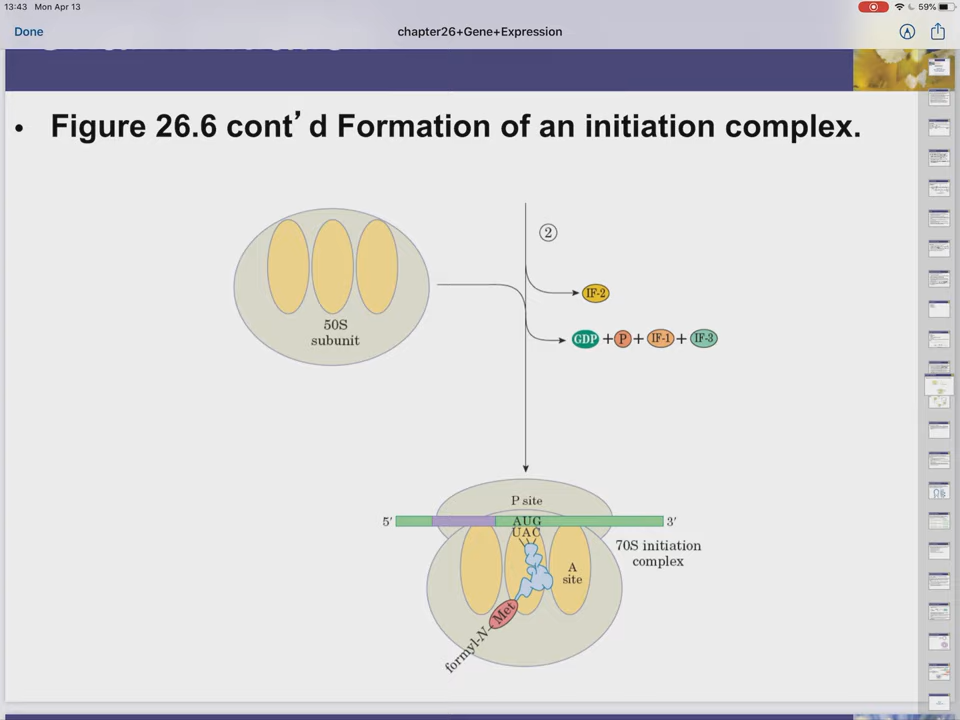 13:43 Mon Apr 13
59%
Done
chapter26+Gene+Expression
• Figure 26.6 cont’d Formation of an initiation complex.
2
IF-2
50S
subunit
GDP + P + IF-1 + IF-3
P site
5′ AUG 3′
UAC
70S initiation
complex
A
site
formyl-N-Met